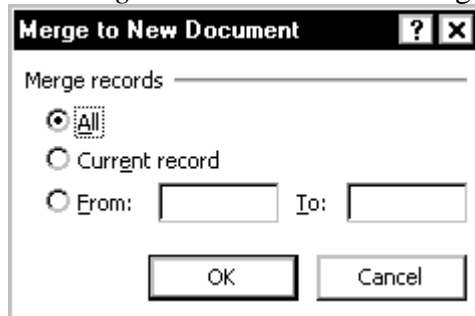 Merge to New Document ? X
Merge records
All
Current record
From: To:
OK Cancel